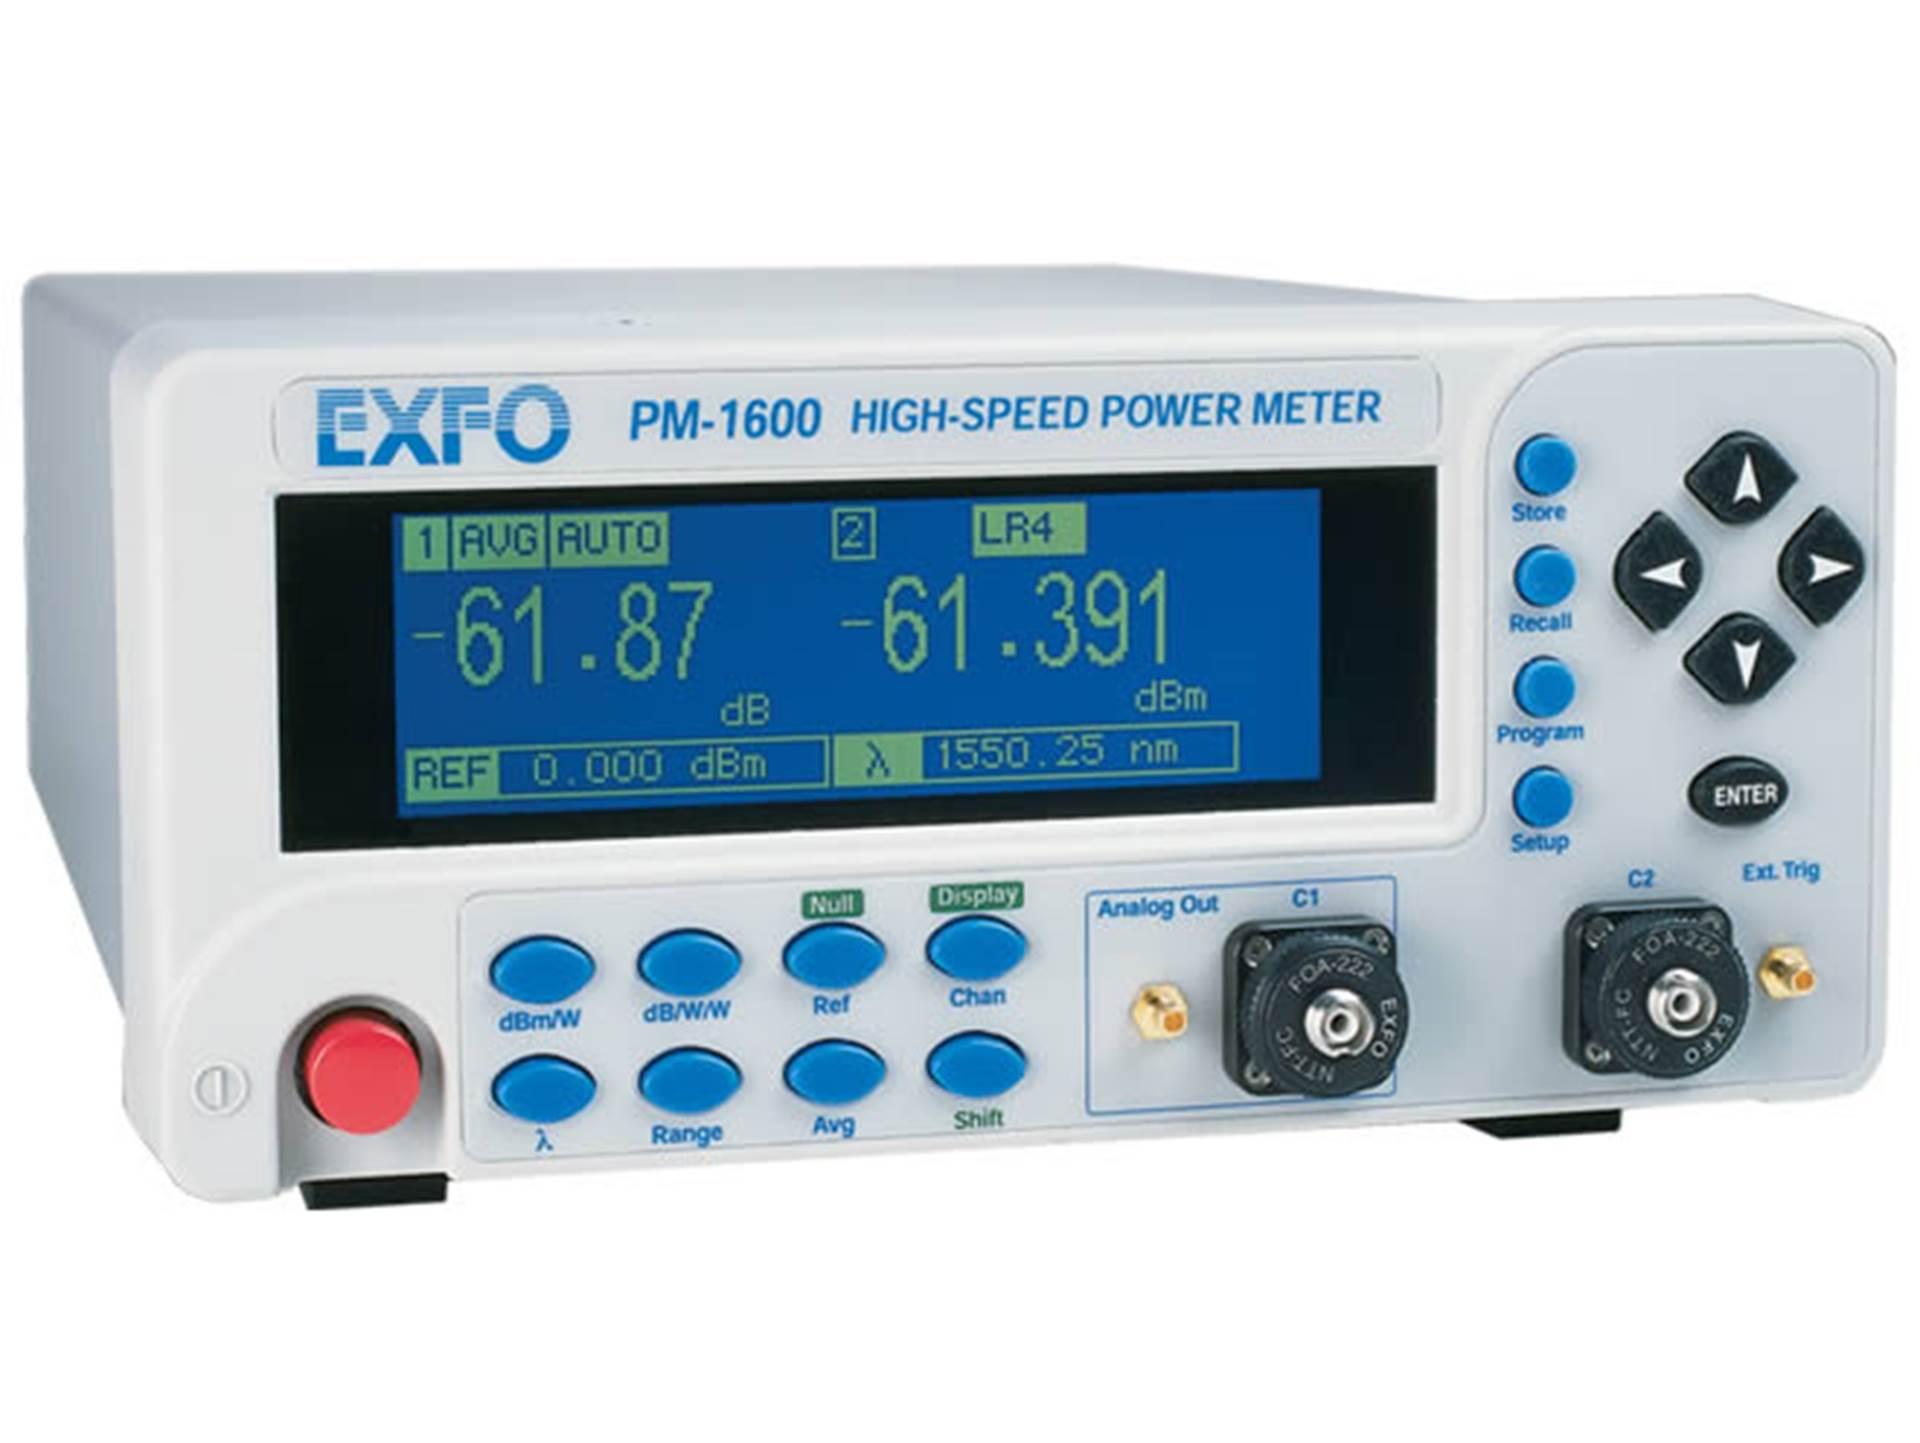 EXFO PM-1600 HIGH-SPEED POWER METER
1 AVG AUTO 2 LR4
-61.87 -61.391
dB dBm
REF 0.000 dBm λ 1550.25 nm
Store
Recall
Program
Setup
ENTER
Null Display
dBm/W dB/W/W Ref Chan
λ Range Avg Shift
Analog Out C1
C2 Ext. Trig
FOA-222 EXFO NTT-FC
FOA-222 EXFO NTT-FC